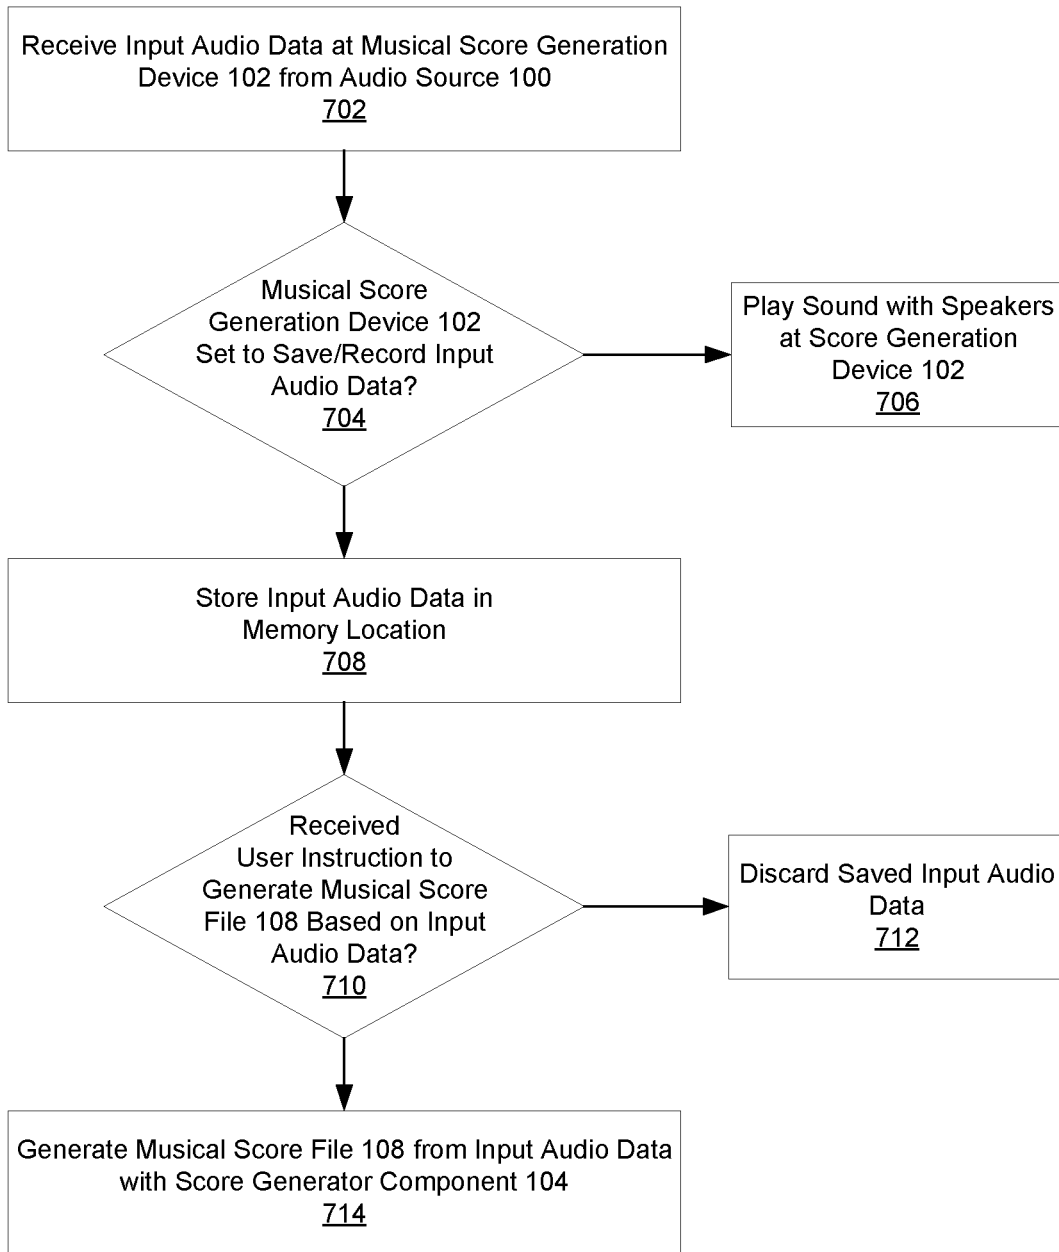 Receive Input Audio Data at Musical Score Generation
Device 102 from Audio Source 100
702
Musical Score
Generation Device 102
Set to Save/Record Input
Audio Data?
704
Play Sound with Speakers
at Score Generation
Device 102
706
Store Input Audio Data in
Memory Location
708
Received
User Instruction to
Generate Musical Score
File 108 Based on Input
Audio Data?
710
Discard Saved Input Audio
Data
712
Generate Musical Score File 108 from Input Audio Data
with Score Generator Component 104
714